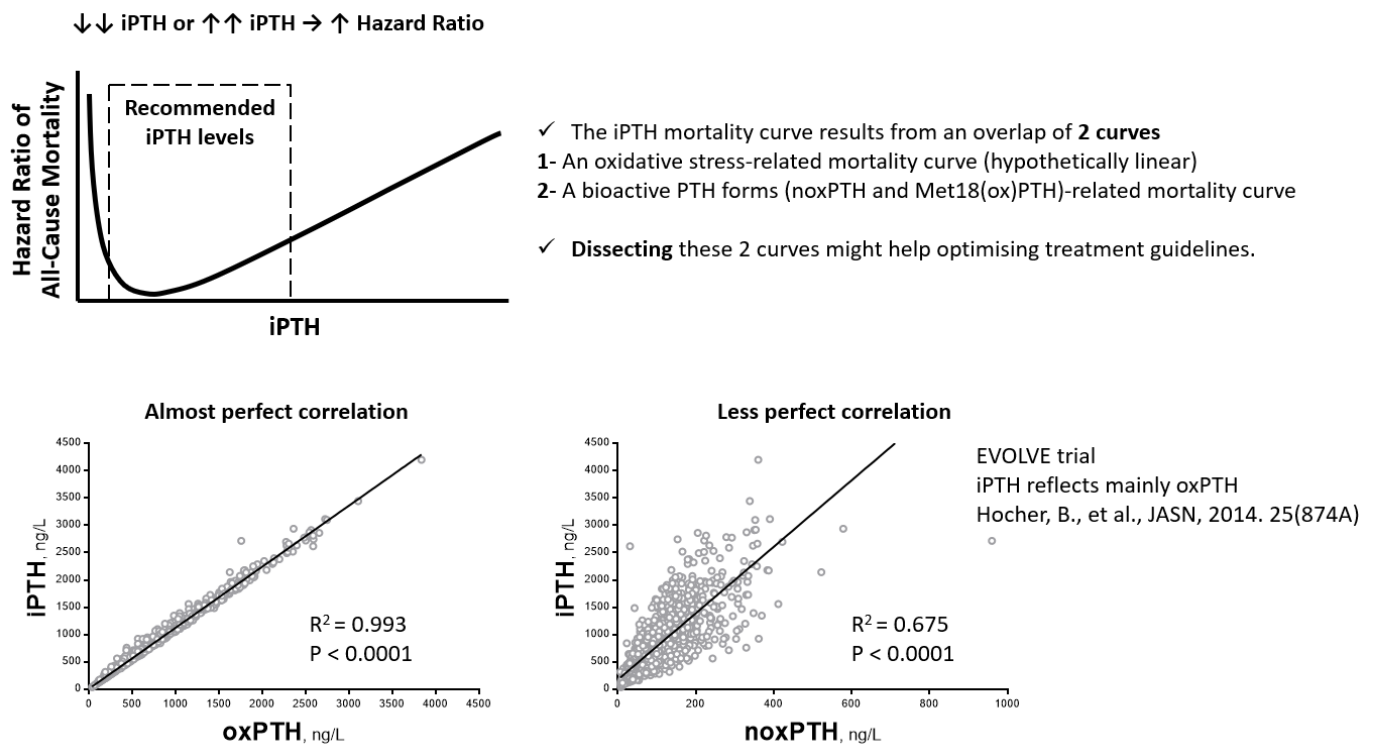 ↓↓ iPTH or ↑↑ iPTH → ↑ Hazard Ratio
Hazard Ratio of
All-Cause Mortality
Recommended
iPTH levels
iPTH
✓ The iPTH mortality curve results from an overlap of 2 curves
1- An oxidative stress-related mortality curve (hypothetically linear)
2- A bioactive PTH forms (noxPTH and Met18(ox)PTH)-related mortality curve
✓ Dissecting these 2 curves might help optimising treatment guidelines.
Almost perfect correlation
iPTH, ng/L
4500
4000
3500
3000
2500
2000
1500
1000
500
0
R² = 0.993
P < 0.0001
0 500 1000 1500 2000 2500 3000 3500 4000 4500
oxPTH, ng/L
Less perfect correlation
iPTH, ng/L
4500
4000
3500
3000
2500
2000
1500
1000
500
0
R² = 0.675
P < 0.0001
0 200 400 600 800 1000
noxPTH, ng/L
EVOLVE trial
iPTH reflects mainly oxPTH
Hocher, B., et al., JASN, 2014. 25(874A)